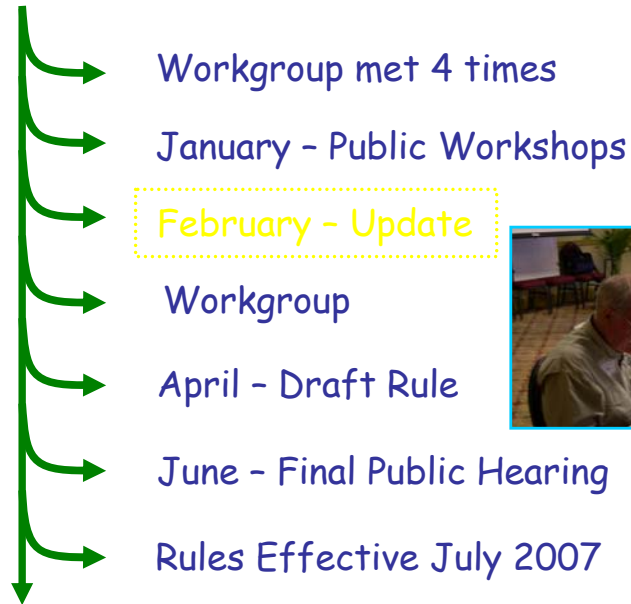 Workgroup met 4 times
January – Public Workshops
February – Update
Workgroup
April – Draft Rule
June – Final Public Hearing
Rules Effective July 2007